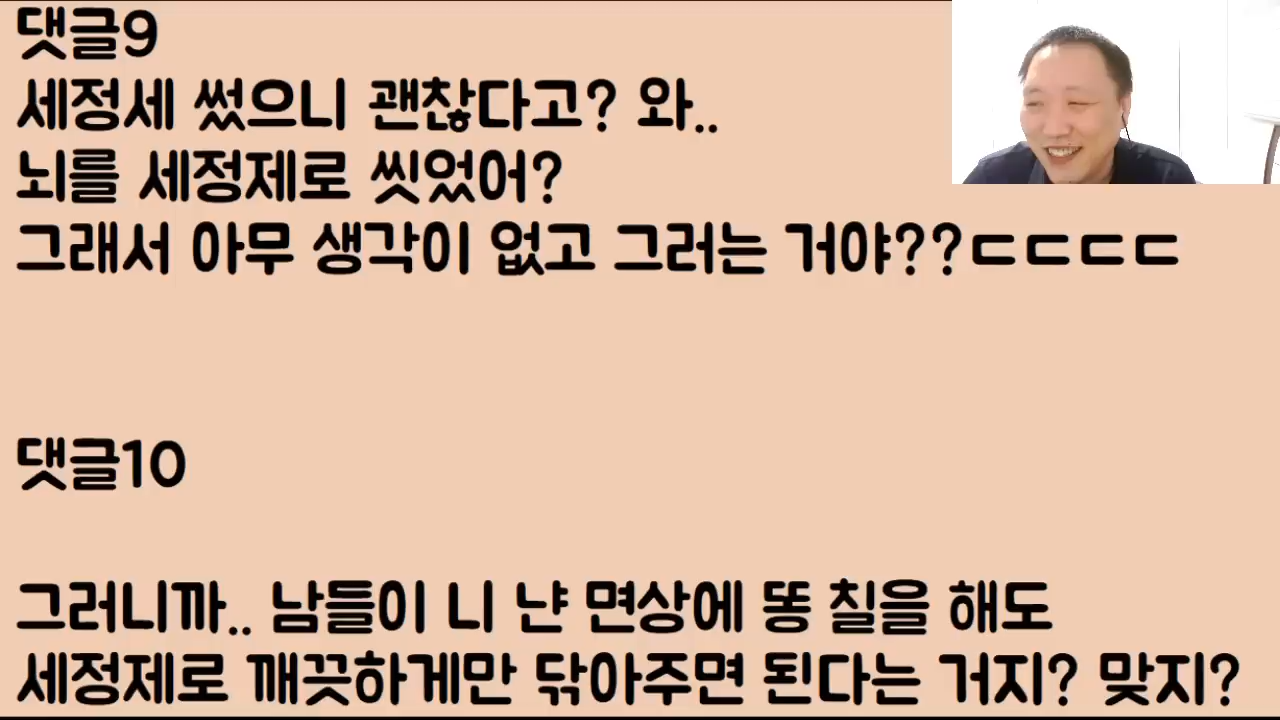 댓글9
세정세 썼으니 괜찮다고? 와..
뇌를 세정제로 씻었어?
그래서 아무 생각이 없고 그러는 거야??ㄷㄷㄷㄷ
댓글10
그러니까.. 남들이 니 냔 면상에 똥 칠을 해도
세정제로 깨끗하게만 닦아주면 된다는 거지? 맞지?